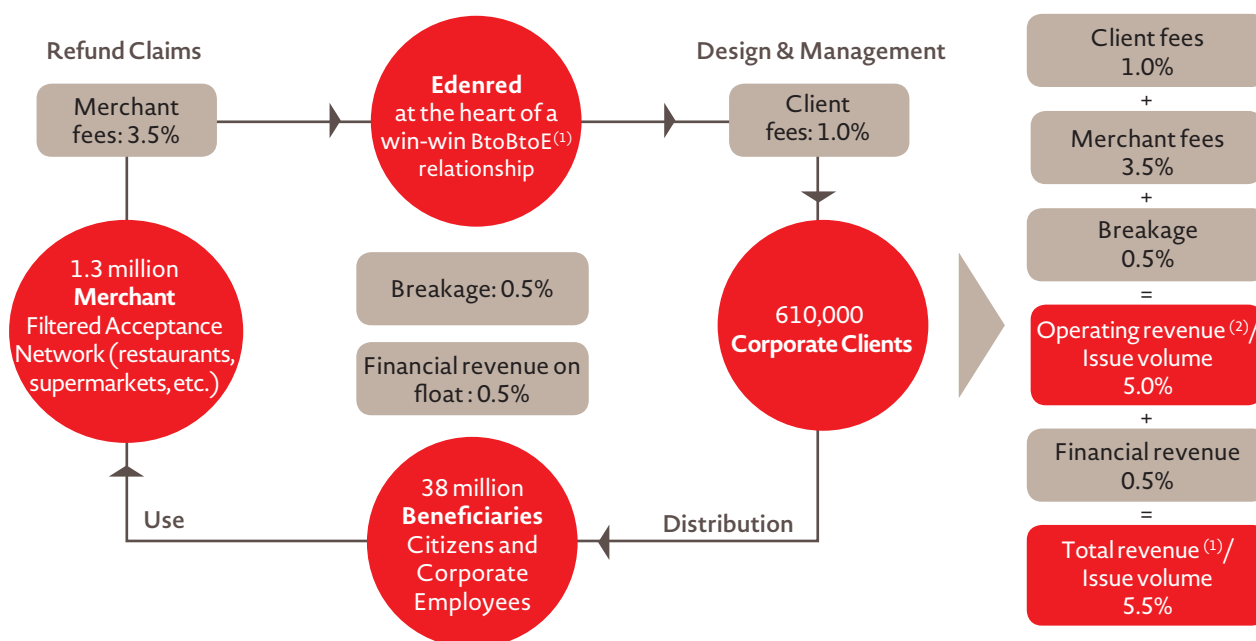 Refund Claims
Merchant
fees: 3.5%
Edenred
at the heart of a
win-win BtoBtoE(1)
relationship
Design & Management
Client
fees: 1.0%
1.3 million
Merchant
Filtered Acceptance
Network (restaurants,
supermarkets, etc.)
Breakage: 0.5%
Financial revenue on
float : 0.5%
610,000
Corporate Clients
Use
38 million
Beneficiaries
Citizens and
Corporate
Employees
Distribution
Client fees
1.0%
+
Merchant fees
3.5%
+
Breakage
0.5%
=
Operating revenue (2)/
Issue volume
5.0%
+
Financial revenue
0.5%
=
Total revenue (1)/
Issue volume
5.5%